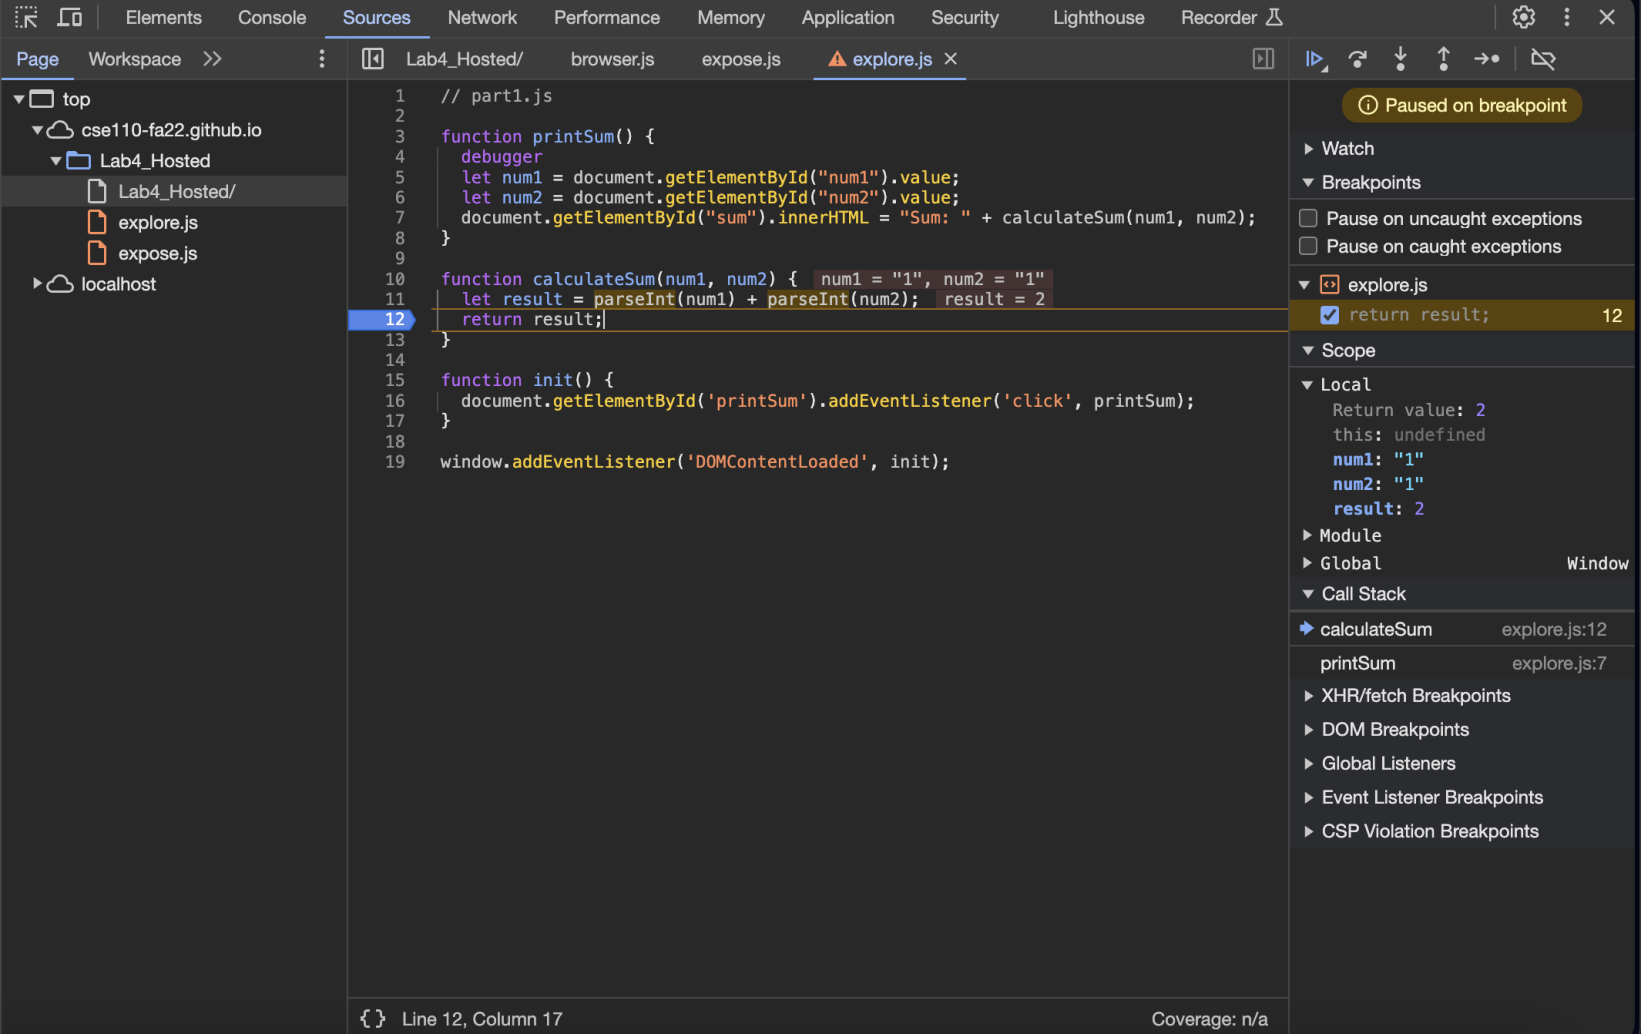 Elements Console Sources Network Performance Memory Application Security Lighthouse Recorder
Page Workspace
Lab4_Hosted/ browser.js expose.js explore.js
top
cse110-fa22.github.io
Lab4_Hosted
Lab4_Hosted/
explore.js
expose.js
localhost
1 // part1.js
2
3 function printSum() {
4 debugger
5 let num1 = document.getElementById("num1").value;
6 let num2 = document.getElementById("num2").value;
7 document.getElementById("sum").innerHTML = "Sum: " + calculateSum(num1, num2);
8 }
9
10 function calculateSum(num1, num2) { num1 = "1", num2 = "1"
11 let result = parseInt(num1) + parseInt(num2); result = 2
12 return result;
13 }
14
15 function init() {
16 document.getElementById('printSum').addEventListener('click', printSum);
17 }
18
19 window.addEventListener('DOMContentLoaded', init);
{} Line 12, Column 17
Coverage: n/a
Paused on breakpoint
Watch
Breakpoints
Pause on uncaught exceptions
Pause on caught exceptions
explore.js
return result; 12
Scope
Local
Return value: 2
this: undefined
num1: "1"
num2: "1"
result: 2
Module
Global Window
Call Stack
calculateSum explore.js:12
printSum explore.js:7
XHR/fetch Breakpoints
DOM Breakpoints
Global Listeners
Event Listener Breakpoints
CSP Violation Breakpoints